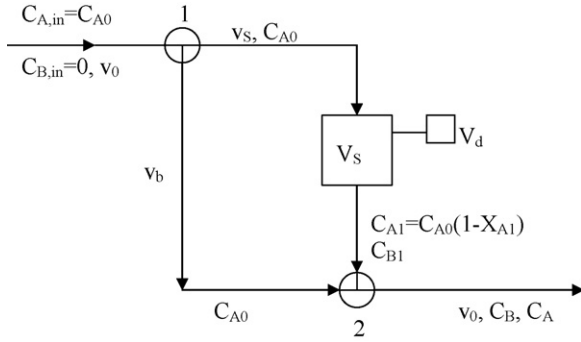 C_{A,in}=C_{A0}
C_{B,in}=0, v_0
1
v_S, C_{A0}
V_S
V_d
v_b
C_{A1}=C_{A0}(1-X_{A1})
C_{B1}
C_{A0}
2
v_0, C_B, C_A